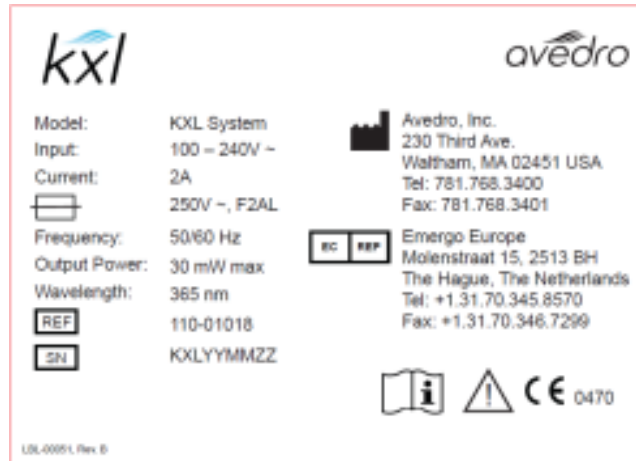 kxl
avedro
Model: KXL System
Input: 100 – 240V ~
Current: 2A
250V ~, F2AL
Frequency: 50/60 Hz
Output Power: 30 mW max
Wavelength: 365 nm
REF 110-01018
SN KXLYYMMZZ
Avedro, Inc.
230 Third Ave.
Waltham, MA 02451 USA
Tel: 781.768.3400
Fax: 781.768.3401
EC REP Emergo Europe
Molenstraat 15, 2513 BH
The Hague, The Netherlands
Tel: +1.31.70.345.8570
Fax: +1.31.70.346.7299
i ! CE 0470
LBL-00051, Rev. B